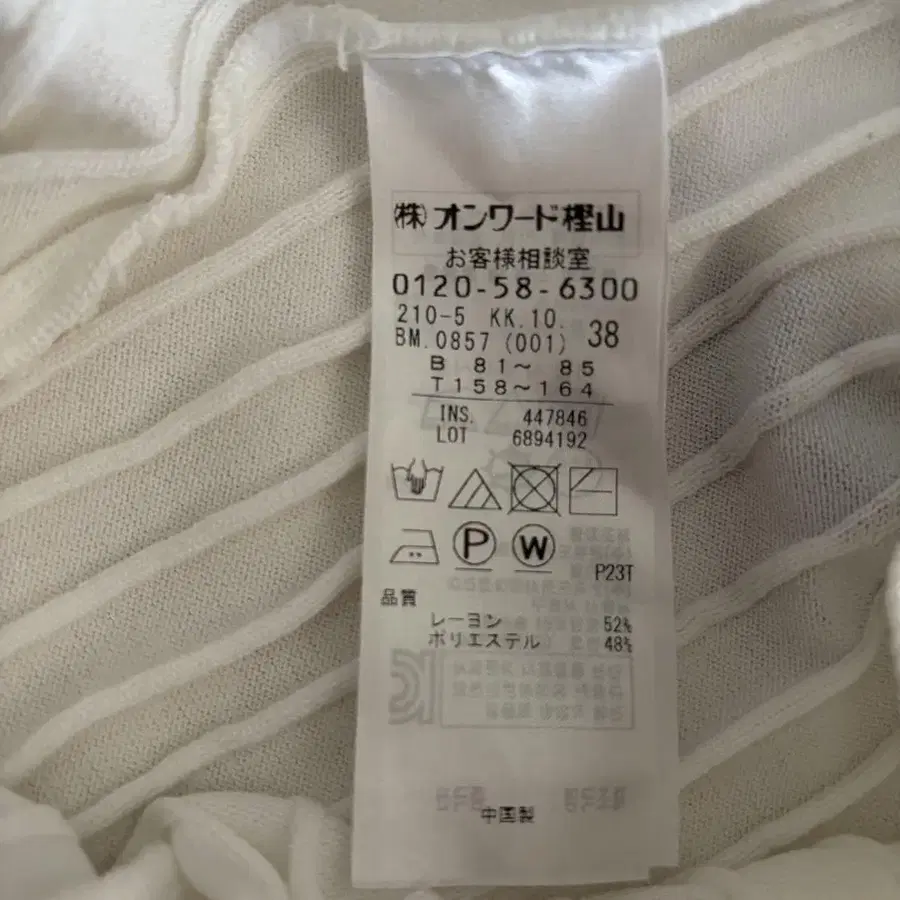 (株)オンワード樫山
お客様相談室
0120-58-6300
210-5 KK.10.
BM.0857 (001) 38
B 81~ 85
T158~164
INS. 447846
LOT 6894192
P W
P23T
品質
レーヨン 52%
ポリエステル 48%
中国製